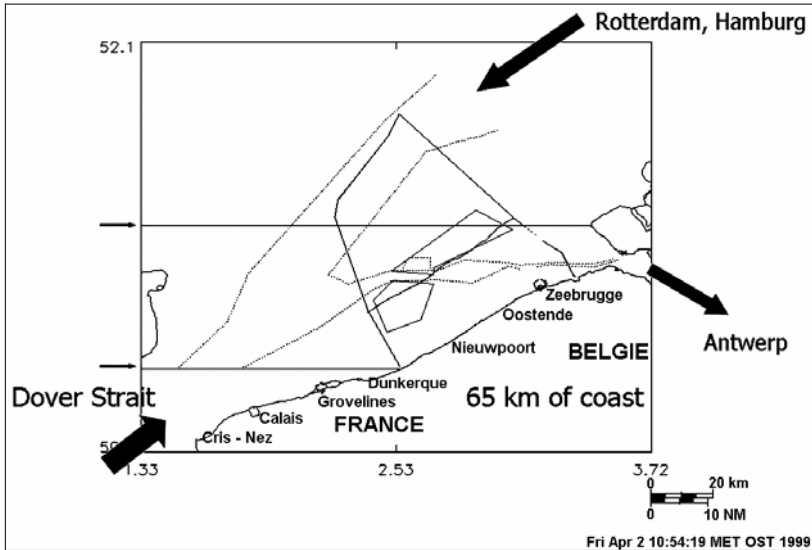 Rotterdam, Hamburg
52.1
Zeebrugge
Oostende
Antwerp
Nieuwpoort
BELGIE
Dunkerque
Dover Strait
65 km of coast
Grovelines
Calais
FRANCE
Cris - Nez
1.33
2.53
3.72
0 20 km
0 10 NM
Fri Apr 2 10:54:19 MET OST 1999